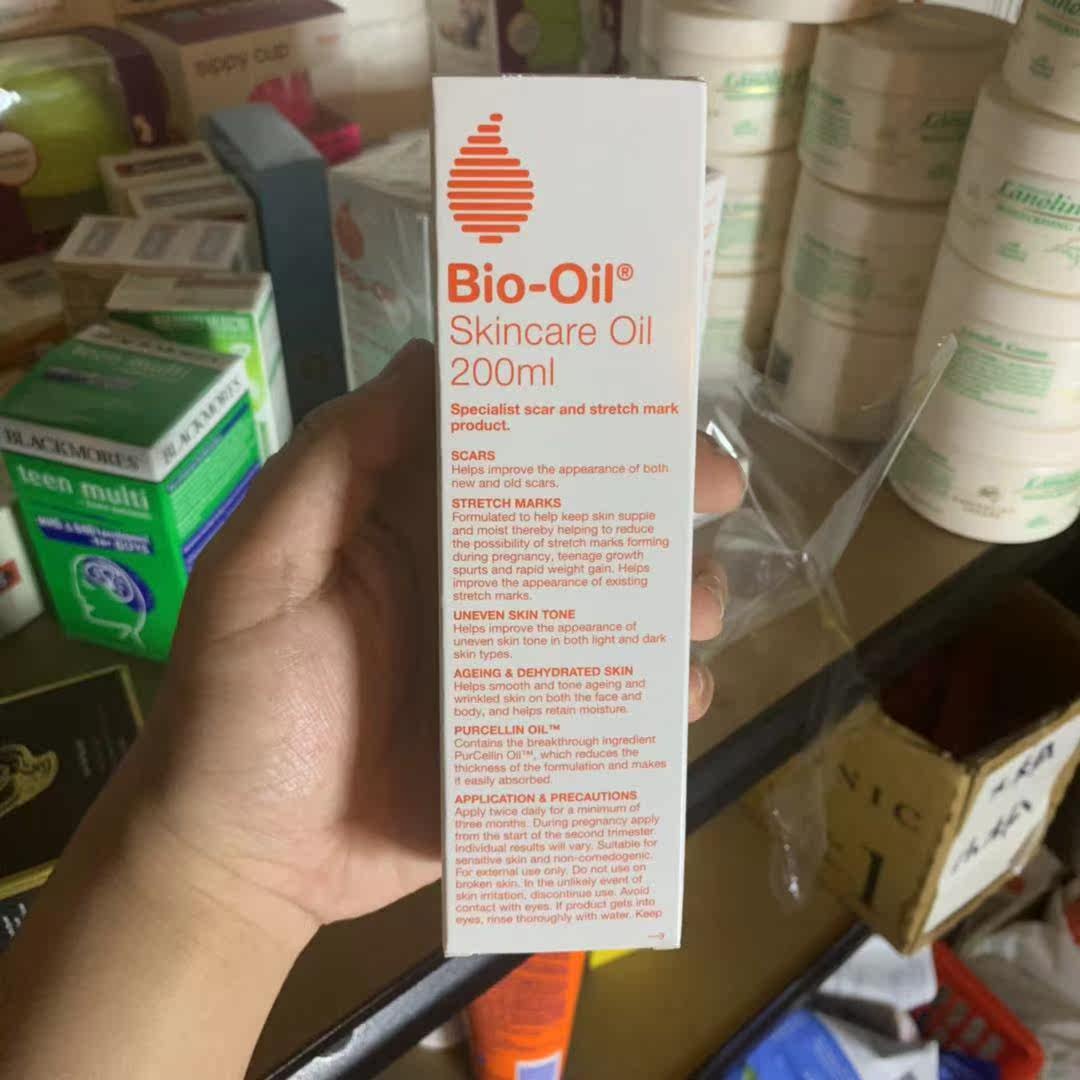 sippy cup
Bio-Oil®
Skincare Oil
200ml
Specialist scar and stretch mark
product.
SCARS
Helps improve the appearance of both
new and old scars.
STRETCH MARKS
Formulated to help keep skin supple
and moist thereby helping to reduce
the possibility of stretch marks forming
during pregnancy, teenage growth
spurts and rapid weight gain. Helps
improve the appearance of existing
stretch marks.
UNEVEN SKIN TONE
Helps improve the appearance of
uneven skin tone in both light and dark
skin types.
AGEING & DEHYDRATED SKIN
Helps smooth and tone ageing and
wrinkled skin on both the face and
body, and helps retain moisture.
PURCELLIN OIL™
Contains the breakthrough ingredient
PurCellin Oil™, which reduces the
thickness of the formulation and makes
it easily absorbed.
APPLICATION & PRECAUTIONS
Apply twice daily for a minimum of
three months. During pregnancy apply
from the start of the second trimester.
Individual results will vary. Suitable for
sensitive skin and non-comedogenic.
For external use only. Do not use on
broken skin. In the unlikely event of
skin irritation, discontinue use. Avoid
contact with eyes. If product gets into
eyes, rinse thoroughly with water. Keep
BLACKMORES
BLACKMORES
teen multi
Lanolin
NIC
1